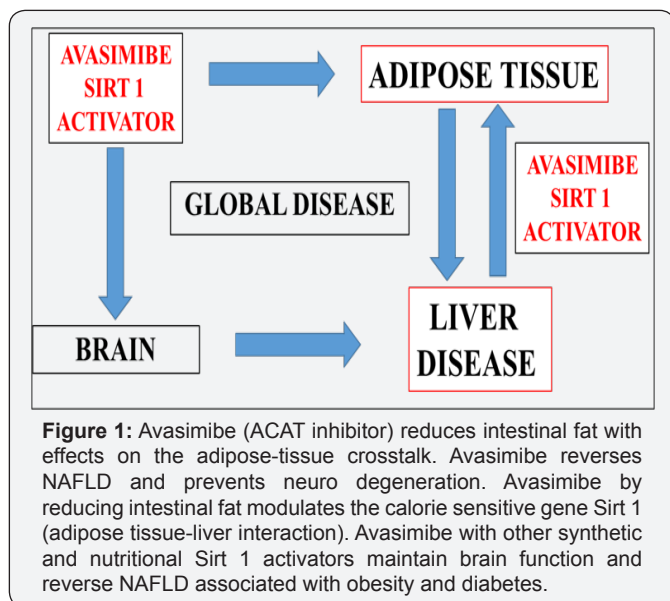 AVASIMIBE
SIRT 1
ACTIVATOR
ADIPOSE TISSUE
AVASIMIBE
SIRT 1
ACTIVATOR
GLOBAL DISEASE
BRAIN
LIVER
DISEASE
Figure 1: Avasimibe (ACAT inhibitor) reduces intestinal fat with
effects on the adipose-tissue crosstalk. Avasimibe reverses
NAFLD and prevents neuro degeneration. Avasimibe by
reducing intestinal fat modulates the calorie sensitive gene Sirt 1
(adipose tissue-liver interaction). Avasimibe with other synthetic
and nutritional Sirt 1 activators maintain brain function and
reverse NAFLD associated with obesity and diabetes.